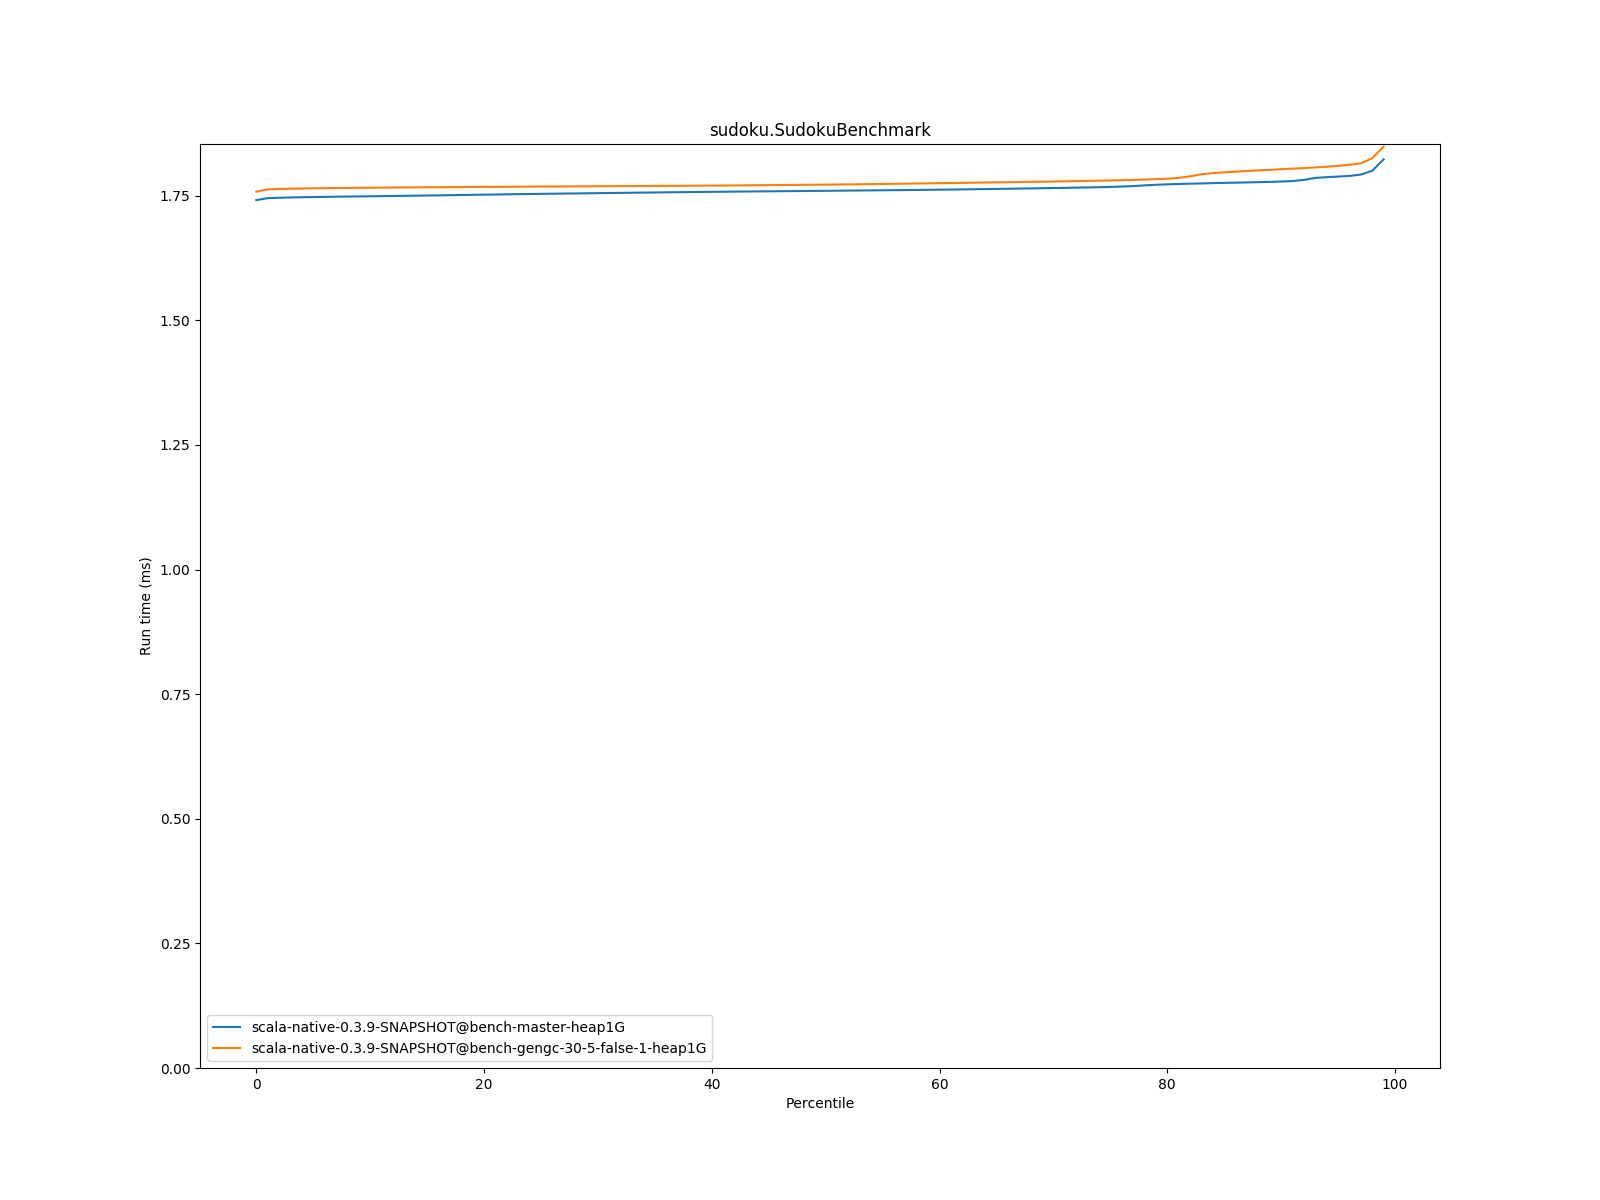 sudoku.SudokuBenchmark
1.75
1.50
1.25
1.00
0.75
0.50
0.25
0.00
Run time (ms)
scala-native-0.3.9-SNAPSHOT@bench-master-heap1G
scala-native-0.3.9-SNAPSHOT@bench-gengc-30-5-false-1-heap1G
0 20 40 60 80 100
Percentile